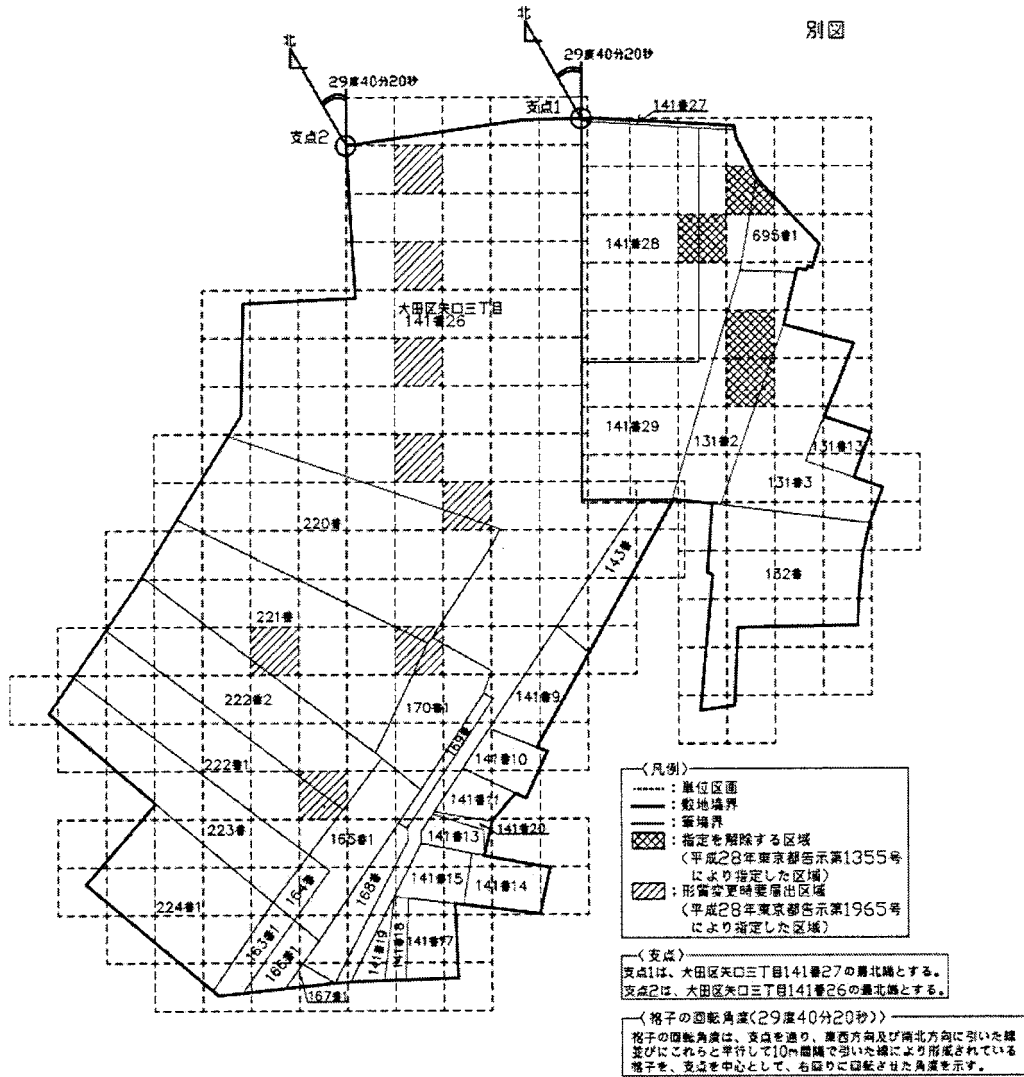 別図
北
北
29度40分20秒
29度40分20秒
支点1
支点2
141番27
141番28
695番1
大田区矢口三丁目
141番26
141番29
131番2
131番13
131番3
220番
143番
132番
221番
222番2
170番1
141番9
169番
141番10
222番1
141番11
141番20
223番
165番1
141番13
168番
141番15
141番14
164番
224番1
163番1
166番1
141番19
141番18
141番17
167番1
〈凡例〉
：単位区画
：敷地境界
：筆境界
：指定を解除する区域
（平成28年東京都告示第1355号
により指定した区域）
：形質変更時要届出区域
（平成28年東京都告示第1965号
により指定した区域）
〈支点〉
支点1は、大田区矢口三丁目141番27の最北端とする。
支点2は、大田区矢口三丁目141番26の最北端とする。
〈格子の回転角度(29度40分20秒)〉
格子の回転角度は、支点を通り、東西方向及び南北方向に引いた線
並びにこれらと平行して10m間隔で引いた線により形成されている
格子を、支点を中心として、右回りに回転させた角度を示す。